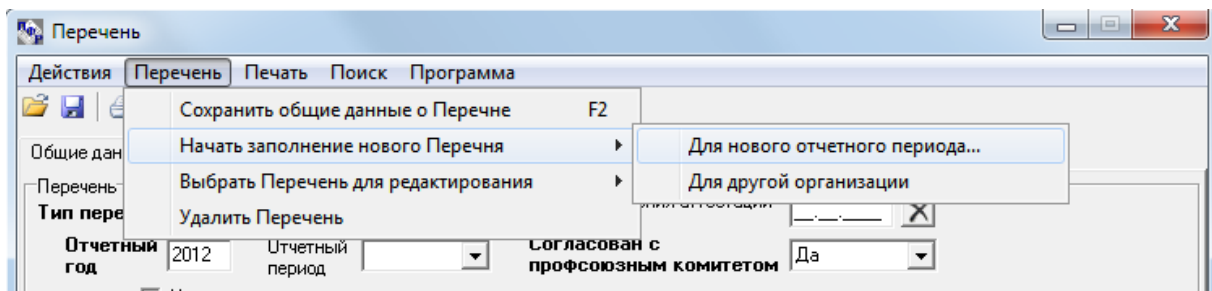 Перечень
Действия Перечень Печать Поиск Программа
Сохранить общие данные о Перечне F2
Начать заполнение нового Перечня Для нового отчетного периода...
Общие дан
Выбрать Перечень для редактирования Для другой организации
Перечень
Удалить Перечень
Тип пере
Отчетный год 2012 Отчетный период Согласован с профсоюзным комитетом Да